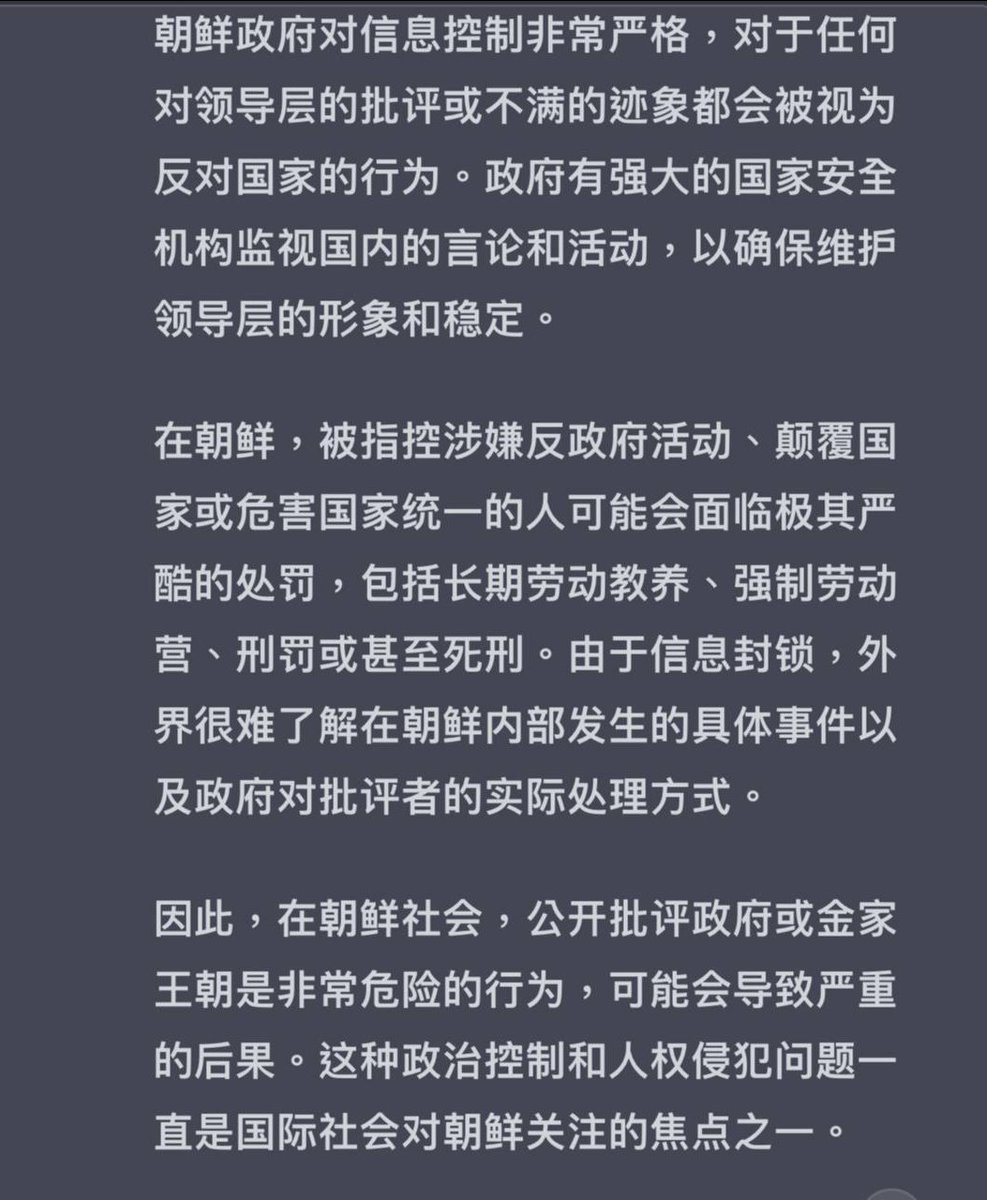 朝鲜政府对信息控制非常严格，对于任何
对领导层的批评或不满的迹象都会被视为
反对国家的行为。政府有强大的国家安全
机构监视国内的言论和活动，以确保维护
领导层的形象和稳定。
在朝鲜，被指控涉嫌反政府活动、颠覆国
家或危害国家统一的人可能会面临极其严
酷的处罚，包括长期劳动教养、强制劳动
营、刑罚或甚至死刑。由于信息封锁，外
界很难了解在朝鲜内部发生的具体事件以
及政府对批评者的实际处理方式。
因此，在朝鲜社会，公开批评政府或金家
王朝是非常危险的行为，可能会导致严重
的后果。这种政治控制和人权侵犯问题一
直是国际社会对朝鲜关注的焦点之一。